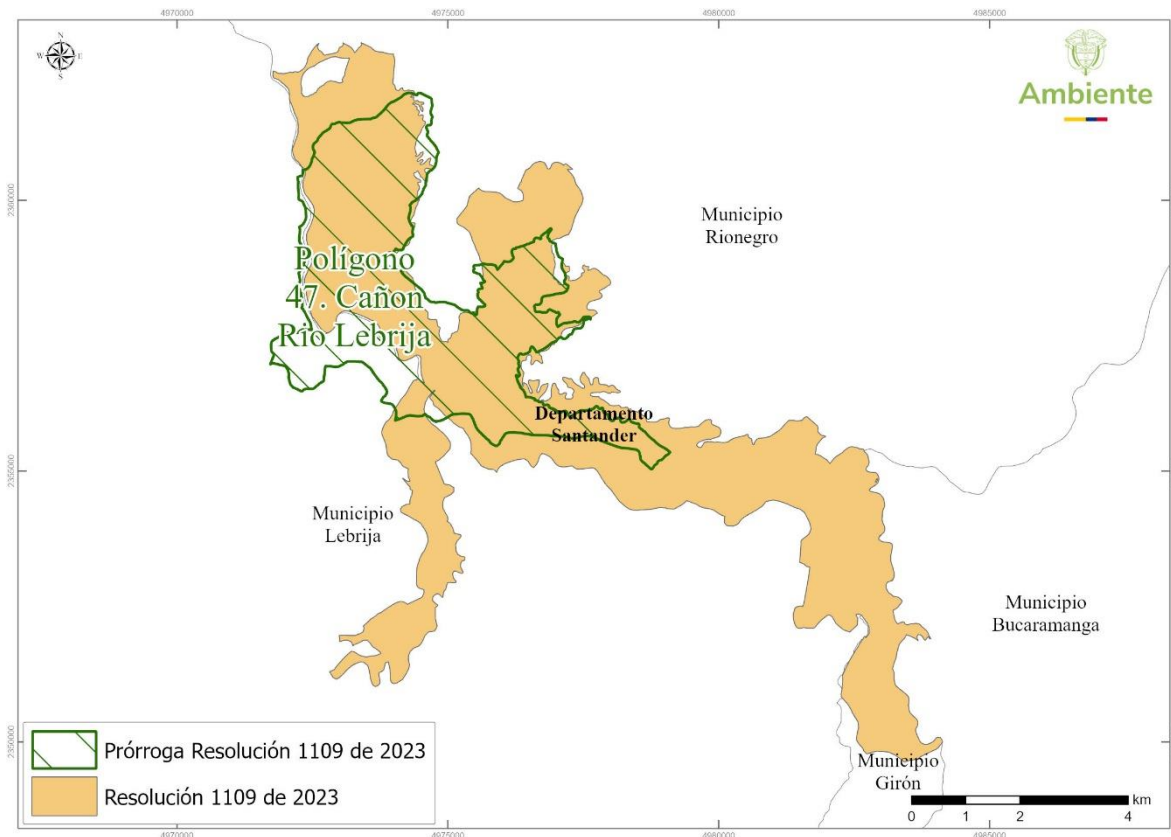 4970000
4975000
4980000
4985000
N
W
E
S
Ambiente
2360000
2355000
2350000
Municipio
Rionegro
Polígono
47. Cañon
Rio Lebrija
Departamento
Santander
Municipio
Lebrija
Municipio
Bucaramanga
Municipio
Girón
Prórroga Resolución 1109 de 2023
Resolución 1109 de 2023
km
0 1 2 4
4970000
4975000
4980000
4985000